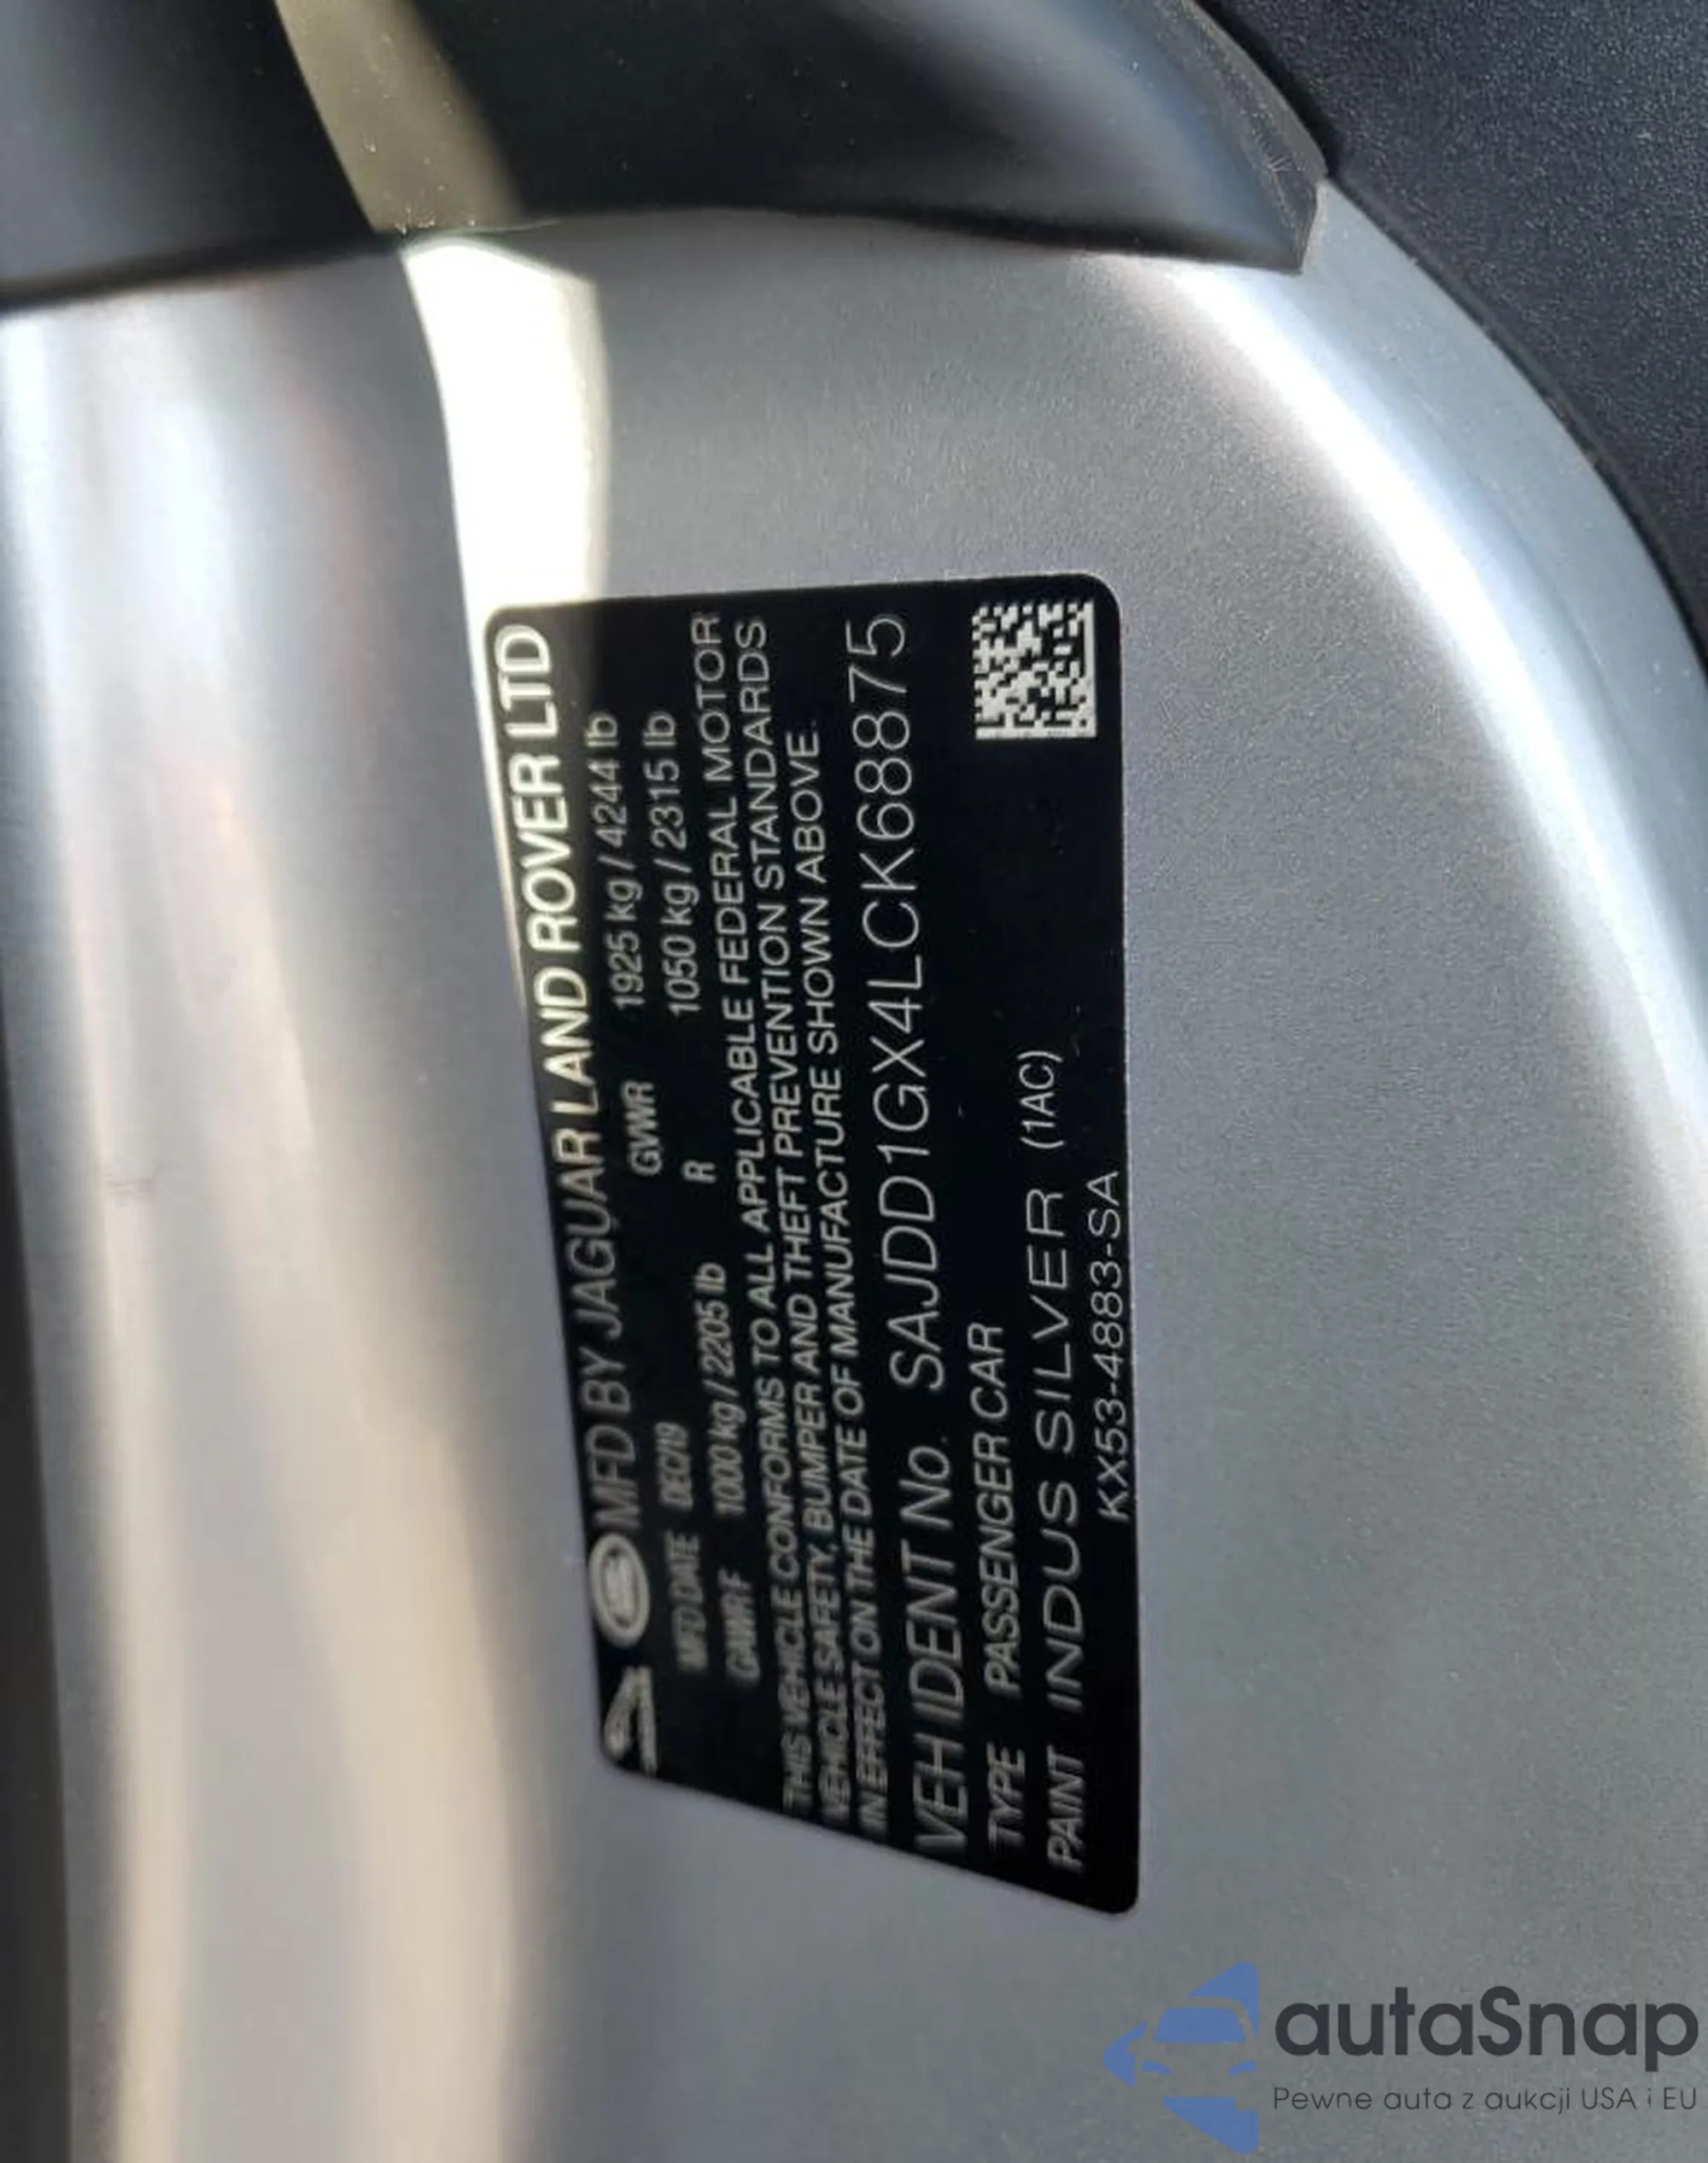 MFD BY JAGUAR LAND ROVER LTD
MFD DATE DEC/19 GVWR 1925 kg / 4244 lb
GAWR F 1000 kg / 2205 lb R 1050 kg / 2315 lb
THIS VEHICLE CONFORMS TO ALL APPLICABLE FEDERAL MOTOR
VEHICLE SAFETY, BUMPER AND THEFT PREVENTION STANDARDS
IN EFFECT ON THE DATE OF MANUFACTURE SHOWN ABOVE.
VEH IDENT No. SAJDD1GX4LCK68875
TYPE PASSENGER CAR
PAINT INDUS SILVER (1AC)
KX53-4883-SA
autaSnap
Pewne auta z aukcji USA i EU